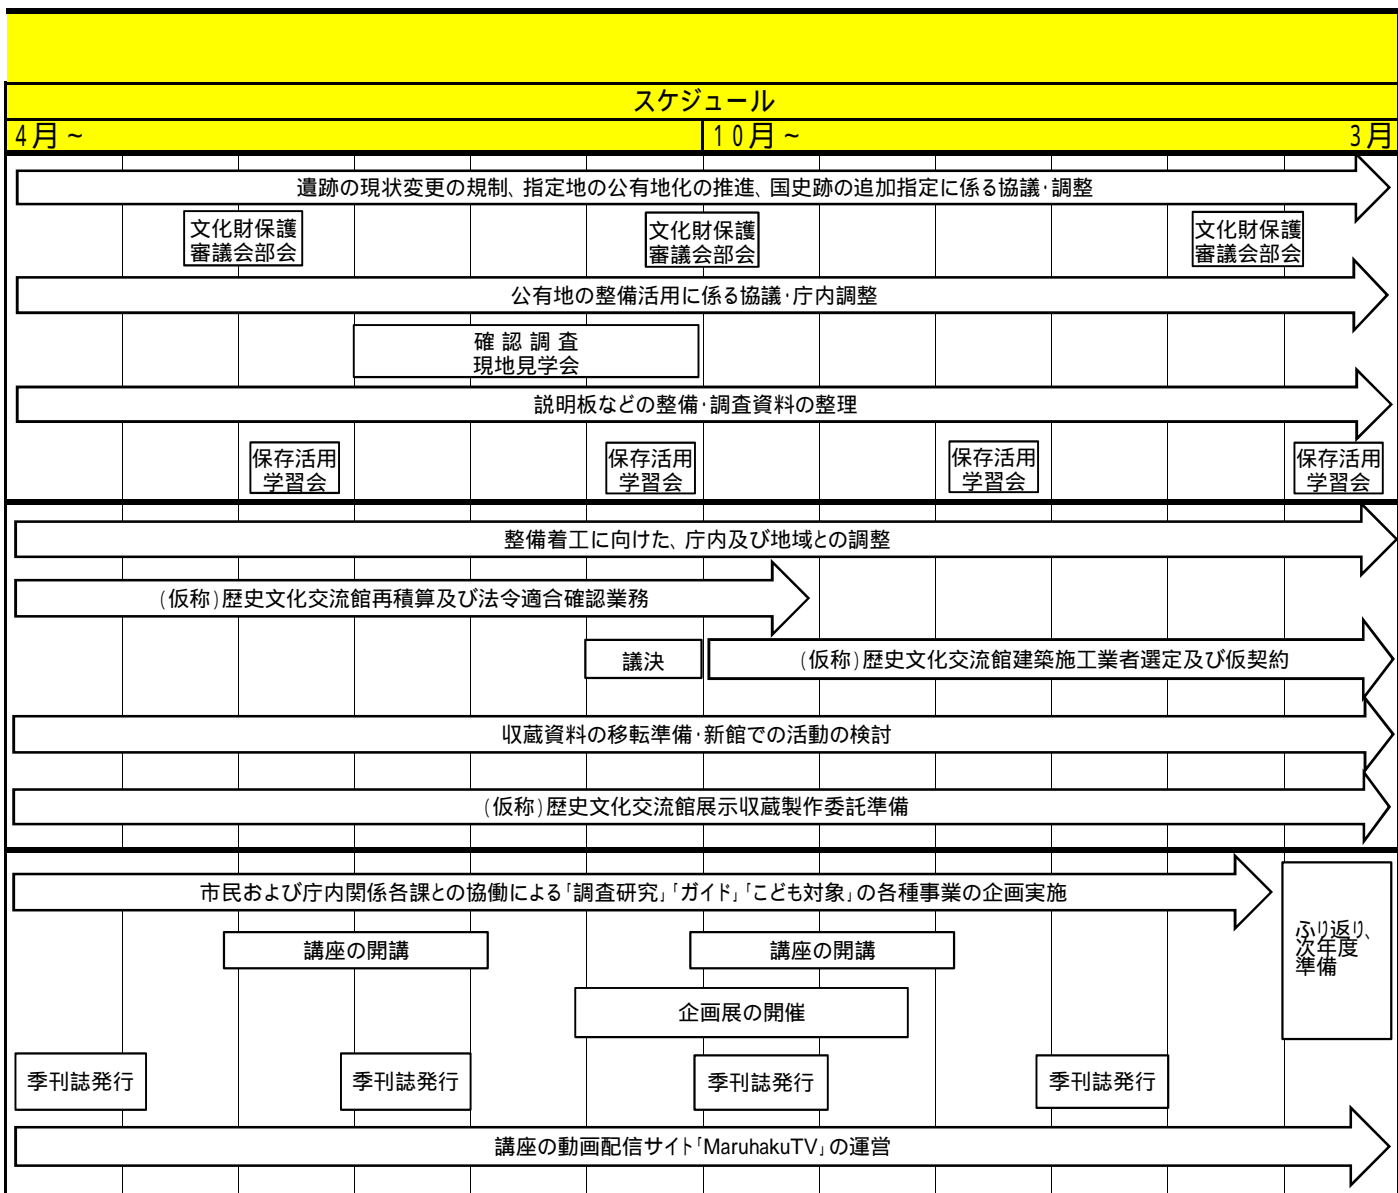 スケジュール
4月~ 10月~ 3月
遺跡の現状変更の規制、指定地の公有地化の推進、国史跡の追加指定に係る協議・調整
文化財保護
審議会部会
文化財保護
審議会部会
文化財保護
審議会部会
公有地の整備活用に係る協議・庁内調整
確認調査
現地見学会
説明板などの整備・調査資料の整理
保存活用
学習会
保存活用
学習会
保存活用
学習会
保存活用
学習会
整備着工に向けた、庁内及び地域との調整
(仮称)歴史文化交流館再積算及び法令適合確認業務
議決
(仮称)歴史文化交流館建築施工業者選定及び仮契約
収蔵資料の移転準備・新館での活動の検討
(仮称)歴史文化交流館展示収蔵製作委託準備
市民および庁内関係各課との協働による「調査研究」「ガイド」「こども対象」の各種事業の企画実施
ふり返り、
次年度
準備
講座の開講
講座の開講
企画展の開催
季刊誌発行
季刊誌発行
季刊誌発行
季刊誌発行
講座の動画配信サイト「MaruhakuTV」の運営